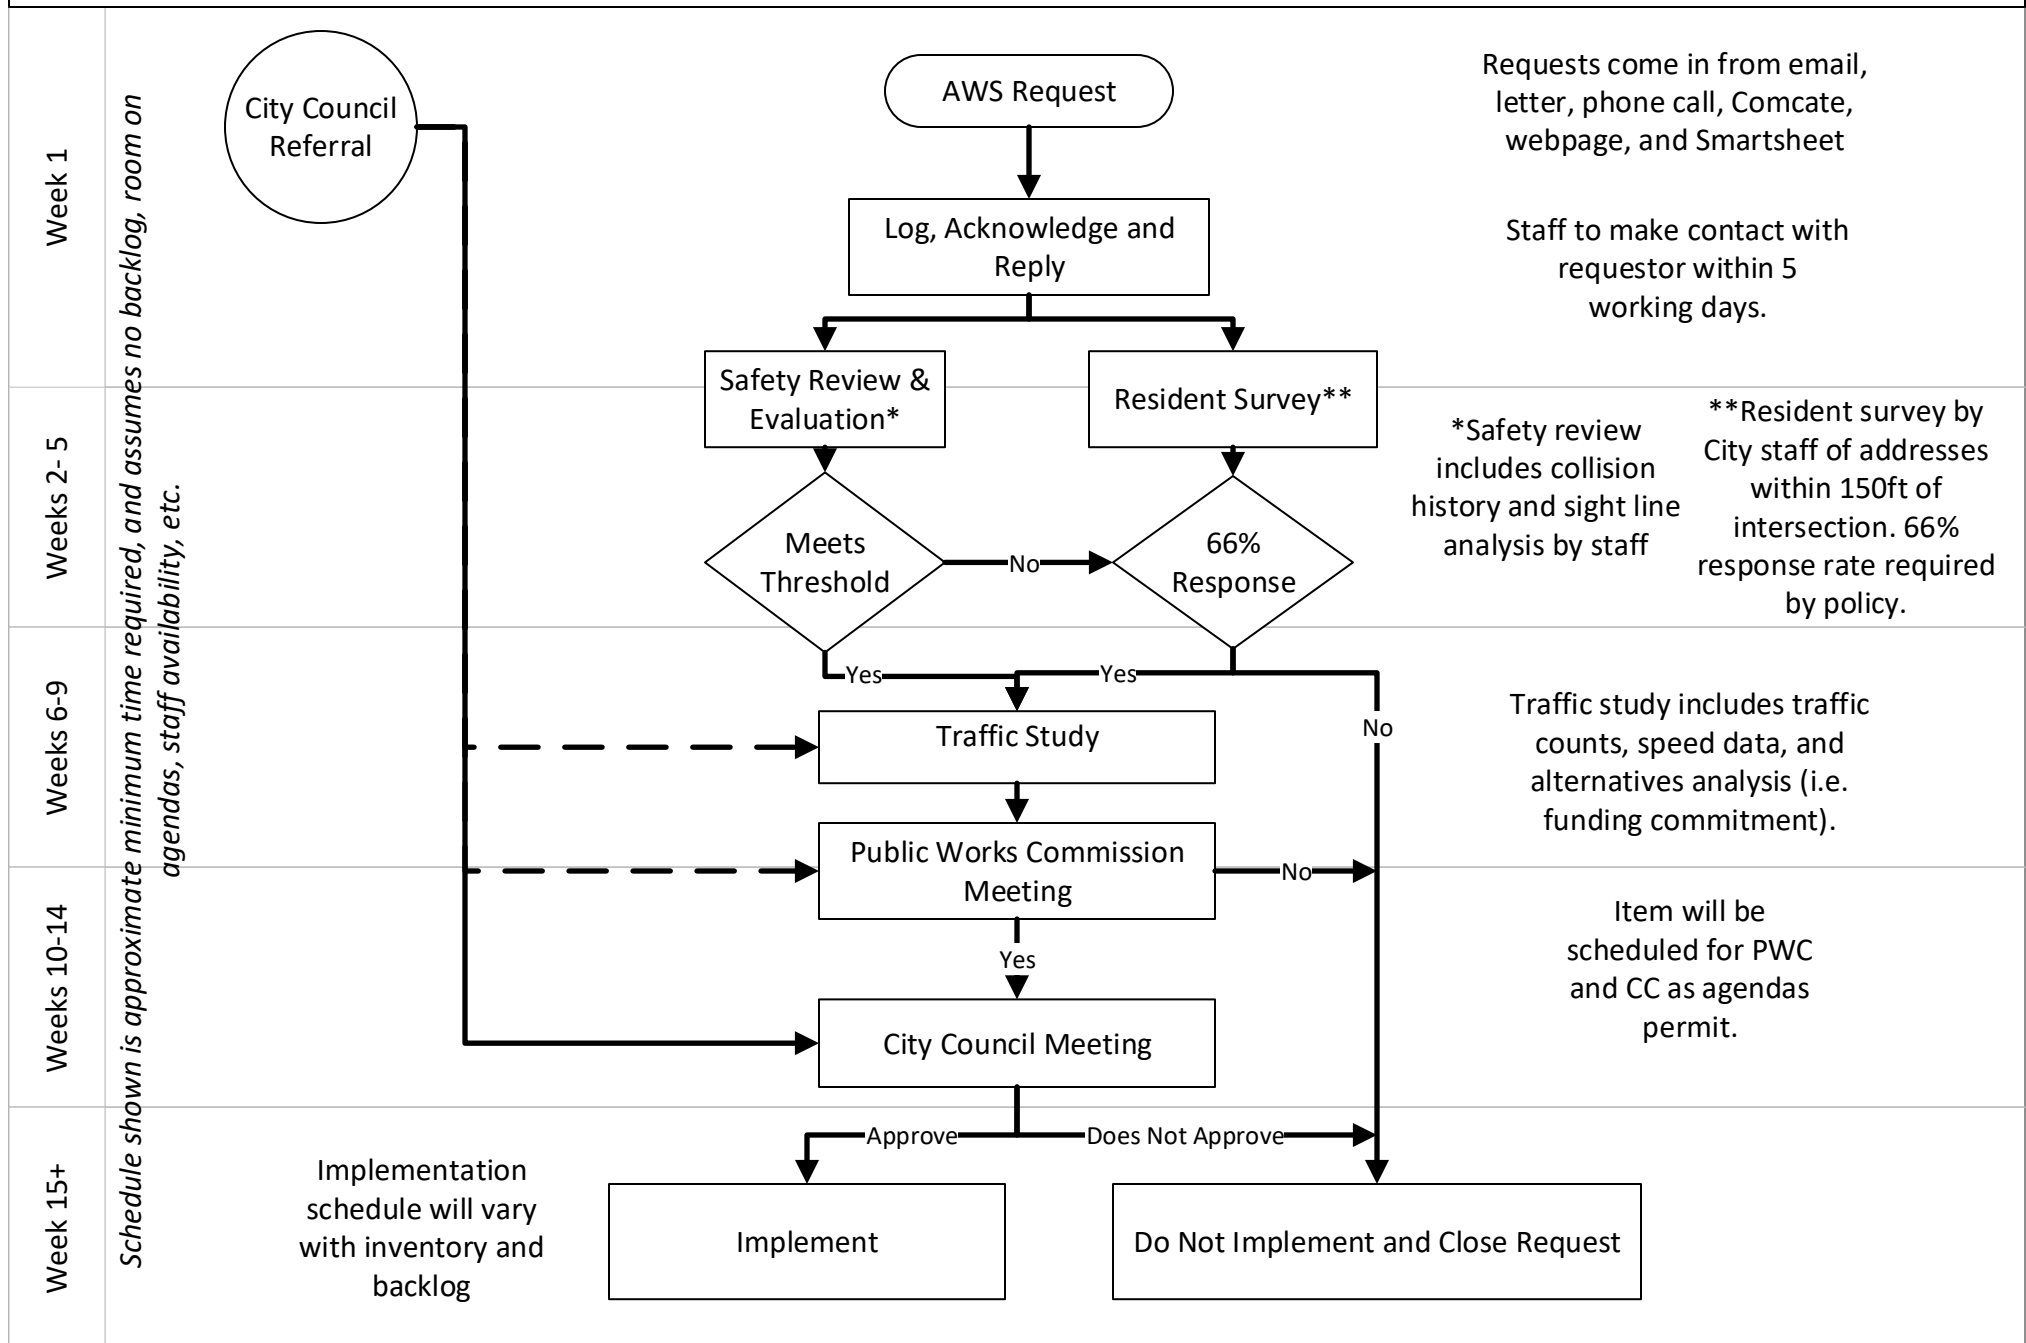 Week 1
Weeks 2- 5
Weeks 6-9
Weeks 10-14
Week 15+
Schedule shown is approximate minimum time required, and assumes no backlog, room on
agendas, staff availability, etc.
City Council
Referral
AWS Request
Requests come in from email,
letter, phone call, Comcate,
webpage, and Smartsheet
Log, Acknowledge and
Reply
Staff to make contact with
requestor within 5
working days.
Safety Review &
Evaluation*
Resident Survey**
*Safety review
includes collision
history and sight line
analysis by staff
**Resident survey by
City staff of addresses
within 150ft of
intersection. 66%
response rate required
by policy.
Meets
Threshold
No
66%
Response
Yes
Yes
No
Traffic Study
Traffic study includes traffic
counts, speed data, and
alternatives analysis (i.e.
funding commitment).
Public Works Commission
Meeting
No
Yes
Item will be
scheduled for PWC
and CC as agendas
permit.
City Council Meeting
Approve
Does Not Approve
Implementation
schedule will vary
with inventory and
backlog
Implement
Do Not Implement and Close Request